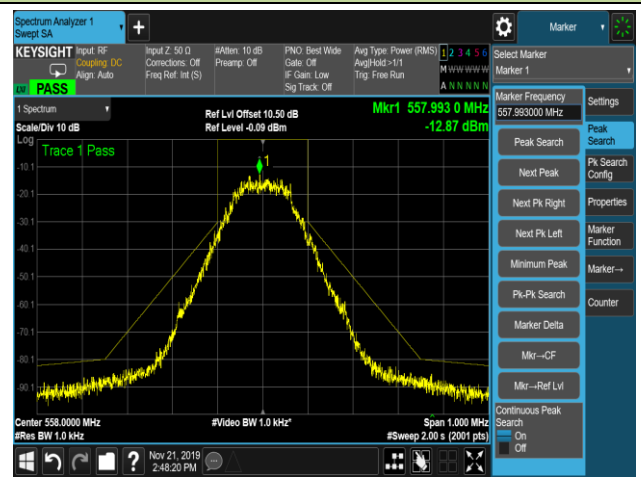 Spectrum Analyzer 1
Swept SA
+
Marker
KEYSIGHT
Input: RF
Coupling: DC
Align: Auto
Input Z: 50 Ω
Corrections: Off
Freq Ref: Int (S)
#Atten: 10 dB
Preamp: Off
PNO: Best Wide
Gate: Off
IF Gain: Low
Sig Track: Off
Avg Type: Power (RMS)
Avg|Hold:>1/1
Trig: Free Run
1 2 3 4 5 6
M W W W W W
A N N N N N
LXI PASS
Select Marker
Marker 1
1 Spectrum
Scale/Div 10 dB
Ref Lvl Offset 10.50 dB
Ref Level -0.09 dBm
Mkr1 557.993 0 MHz
-12.87 dBm
Log
Trace 1 Pass
1
-10.1
-20.1
-30.1
-40.1
-50.1
-60.1
-70.1
-80.1
-90.1
Center 558.0000 MHz
#Res BW 1.0 kHz
#Video BW 1.0 kHz*
Span 1.000 MHz
#Sweep 2.00 s (2001 pts)
Marker Frequency
557.993000 MHz
Peak Search
Next Peak
Next Pk Right
Next Pk Left
Minimum Peak
Pk-Pk Search
Marker Delta
Mkr→CF
Mkr→Ref Lvl
Continuous Peak
Search
On
Off
Settings
Peak
Search
Pk Search
Config
Properties
Marker
Function
Marker→
Counter
?
Nov 21, 2019
2:48:20 PM